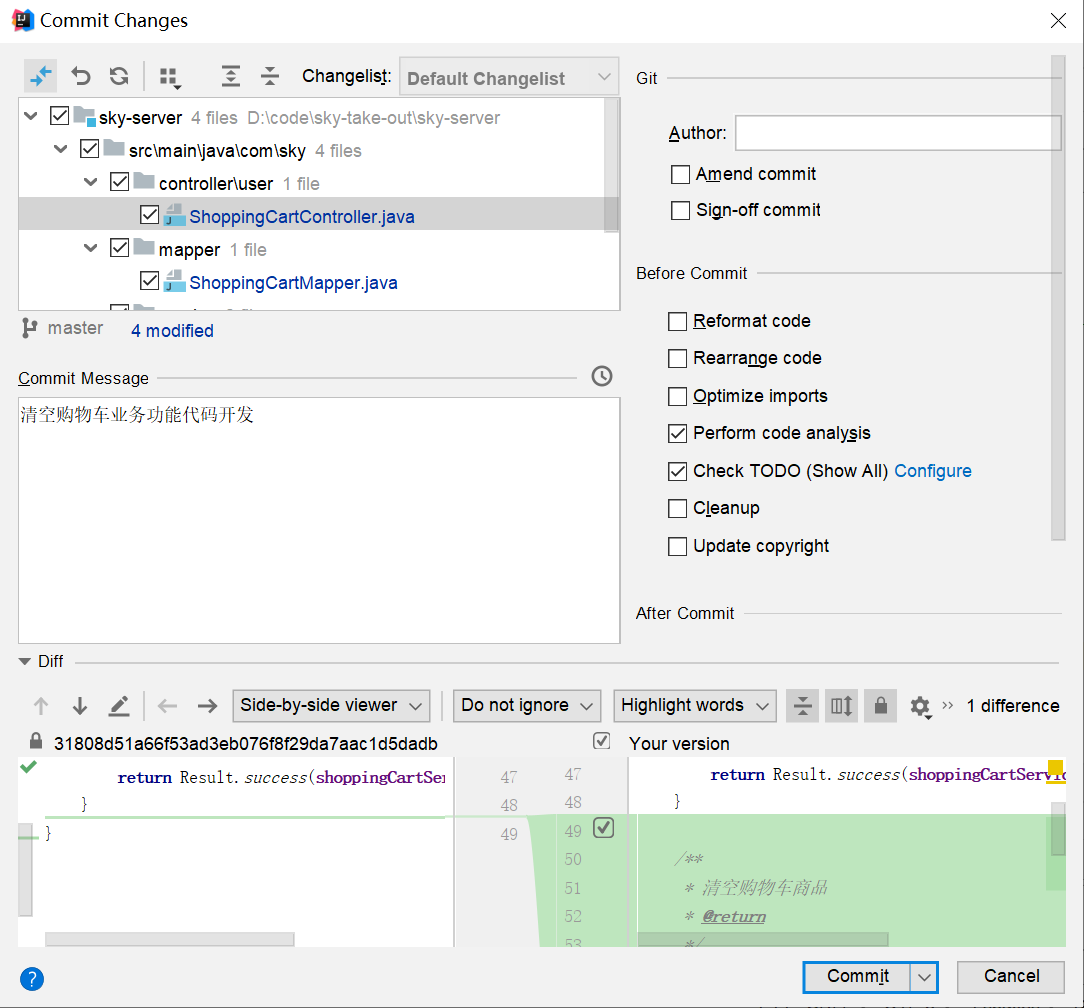 Commit Changes
Changelist: Default Changelist
sky-server 4 files D:\code\sky-take-out\sky-server
src\main\java\com\sky 4 files
controller\user 1 file
ShoppingCartController.java
mapper 1 file
ShoppingCartMapper.java
master 4 modified
Commit Message
清空购物车业务功能代码开发
Git
Author:
Amend commit
Sign-off commit
Before Commit
Reformat code
Rearrange code
Optimize imports
Perform code analysis
Check TODO (Show All) Configure
Cleanup
Update copyright
After Commit
Diff
Side-by-side viewer Do not ignore Highlight words 1 difference
31808d51a66f53ad3eb076f8f29da7aac1d5dadb Your version
return Result.success(shoppingCartSer 47 47 return Result.success(shoppingCartServic
} 48 48 }
} 49 49
50 /**
51 * 清空购物车商品
52 * @return
53 */
? Commit Cancel